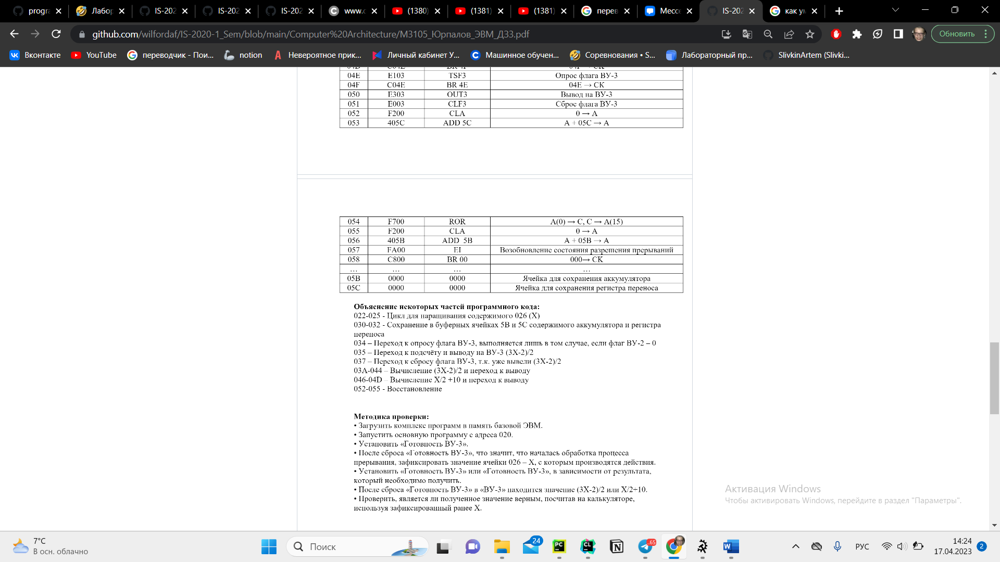 progra
Лабор
IS-202
IS-202
IS-202
www.c
(1380)
(1381)
(1381)
перев
Мессе
IS-202
как ум
github.com/wilfordaf/IS-2020-1_Sem/blob/main/Computer%20Architecture/M3105_Юрпалов_ЭВМ_ДЗ3.pdf
Обновить
Вконтакте
YouTube
переводчик - Пои...
notion
Невероятное прик...
Личный кабинет У...
Машинное обучен...
Соревнования • S...
Лабораторный пр...
SlivkinArtem (Slivki...
04E E103 TSF3 Опрос флага ВУ-3
04F C04E BR 4E 04E → СК
050 E303 OUT3 Вывод на ВУ-3
051 E003 CLF3 Сброс флага ВУ-3
052 F200 CLA 0 → А
053 405C ADD 5C А + 05С → А
054 F700 ROR А(0) → С, С → А(15)
055 F200 CLA 0 → А
056 405B ADD 5B А + 05В → А
057 FA00 EI Возобновление состояния разрешения прерываний
058 C800 BR 00 000→ СК
... ... ... ...
05B 0000 0000 Ячейка для сохранения аккумулятора
05C 0000 0000 Ячейка для сохранения регистра переноса
Объяснение некоторых частей программного кода:
022-025 - Цикл для наращивания содержимого 026 (X)
030-032 - Сохранение в буферных ячейках 5B и 5C содержимого аккумулятора и регистра
переноса
034 – Переход к опросу флага ВУ-3, выполняется лишь в том случае, если флаг ВУ-2 – 0
035 – Переход к подсчёту и выводу на ВУ-3 (3X-2)/2
037 – Переход к сбросу флага ВУ-3, т.к. уже вывели (3X-2)/2
03A-044 – Вычисление (3X-2)/2 и переход к выводу
046-04D – Вычисление X/2 +10 и переход к выводу
052-055 - Восстановление
Методика проверки:
• Загрузить комплекс программ в память базовой ЭВМ.
• Запустить основную программу с адреса 020.
• Установить «Готовность ВУ-3».
• После сброса «Готовность ВУ-3», что значит, что началась обработка процесса
прерывания, зафиксировать значение ячейки 026 – X, с которым производятся действия.
• Установить «Готовность ВУ-3» или «Готовность ВУ-3», в зависимости от результата,
который необходимо получить.
• После сброса «Готовность ВУ-3» в «ВУ-3» находится значение (3X-2)/2 или X/2+10.
• Проверить, является ли полученное значение верным, посчитав на калькуляторе,
используя зафиксированный ранее X.
Активация Windows
Чтобы активировать Windows, перейдите в раздел "Параметры".
7°C
В осн. облачно
Поиск
24
65
РУС
14:24
17.04.2023
2